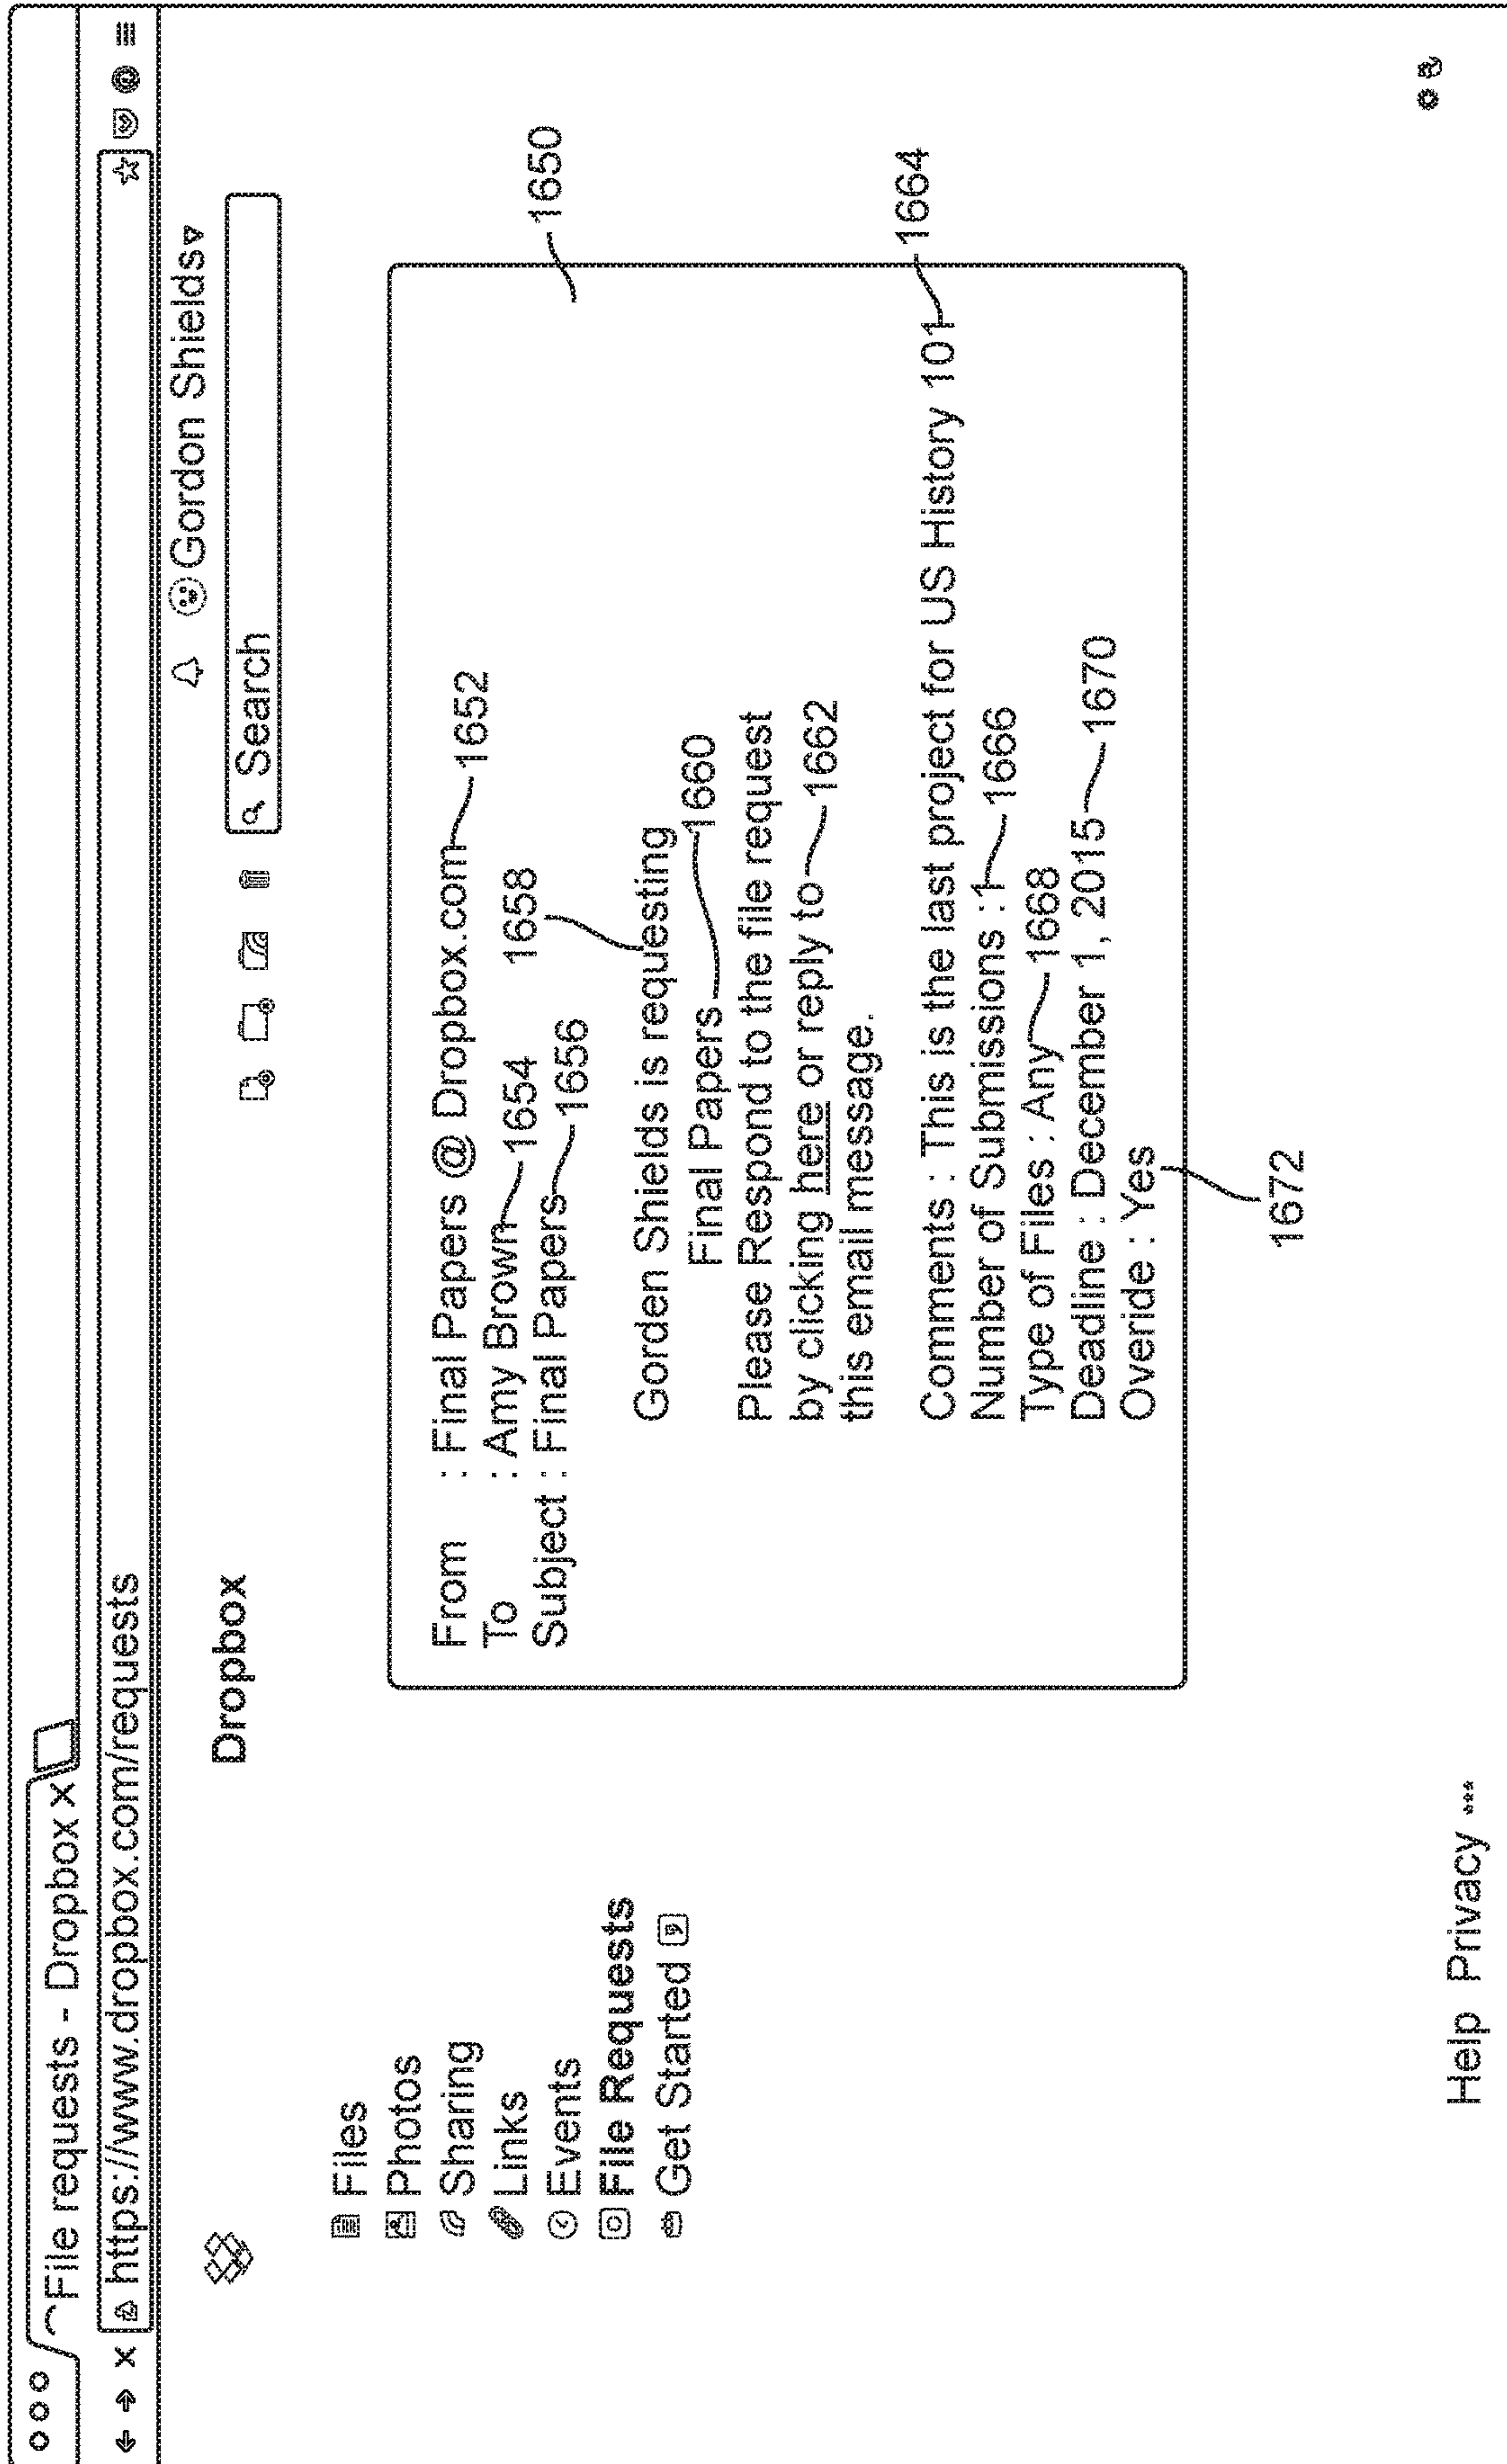 File requests - Dropbox X
https://www.dropbox.com/requests
Gordon Shields
Dropbox
Search
Files
Photos
Sharing
Links
Events
File Requests
Get Started
From : Final Papers @ Dropbox.com 1652
To : Amy Brown 1654
Subject : Final Papers 1656
1650
1658
Gorden Shields is requesting
Final Papers 1660
Please Respond to the file request
by clicking here or reply to 1662
this email message.
Comments : This is the last project for US History 101 1664
Number of Submissions :1 1666
Type of Files : Any 1668
Deadline : December 1, 2015 1670
Overide : Yes
1672
Help Privacy ***